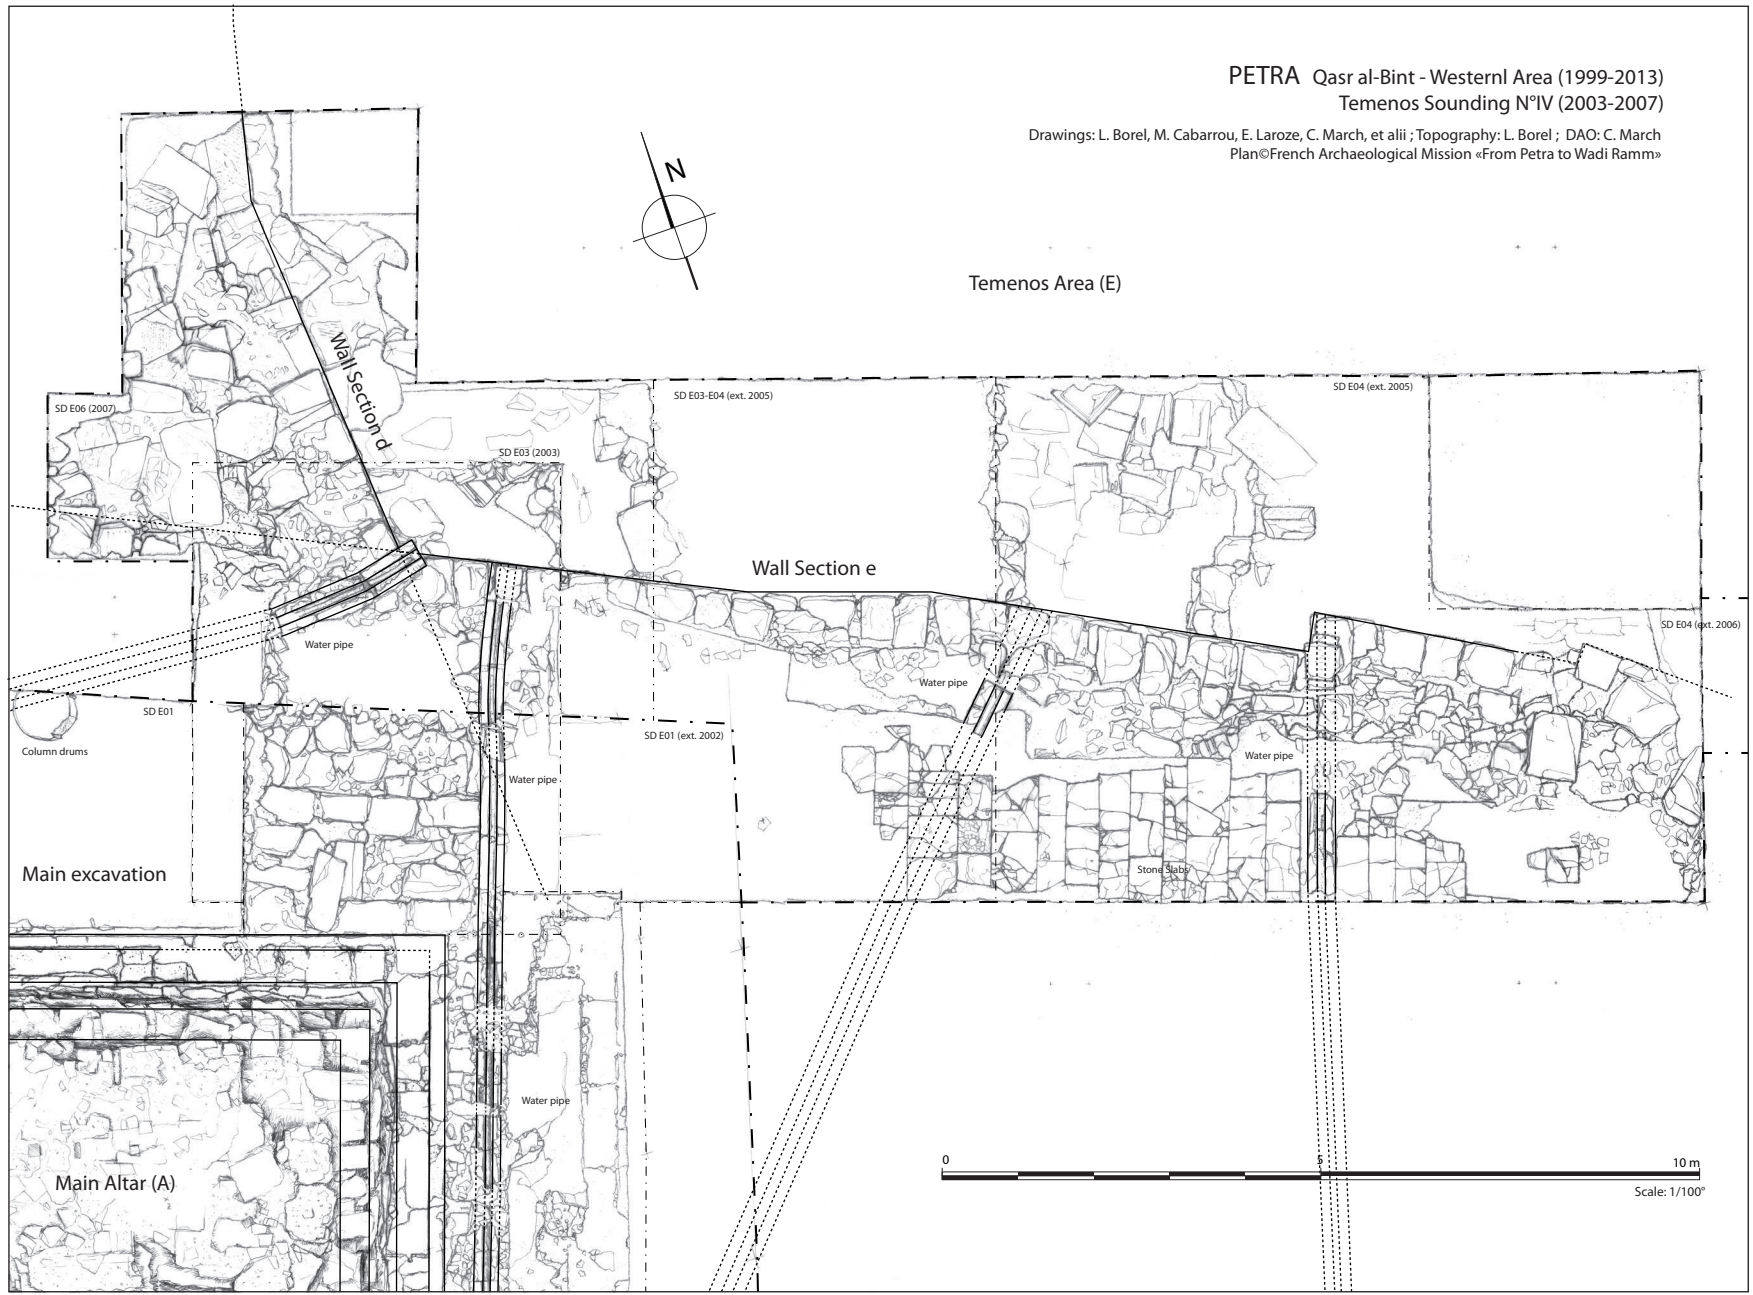 PETRA Qasr al-Bint - Westernl Area (1999-2013)
Temenos Sounding N°IV (2003-2007)
Drawings: L. Borel, M. Cabarrou, E. Laroze, C. March, et alii ; Topography: L. Borel ; DAO: C. March
Plan©French Archaeological Mission «From Petra to Wadi Ramm»
N
Temenos Area (E)
Wall Section d
SD E04 (ext. 2005)
SD E03-E04 (ext. 2005)
SD E06 (2007)
SD E03 (2003)
Wall Section e
SD E04 (ext. 2006)
Water pipe
Water pipe
SD E01
SD E01 (ext. 2002)
Column drums
Water pipe
Water pipe
Main excavation
Stone Slabs
Water pipe
Main Altar (A)
0 5 10 m
Scale: 1/100°